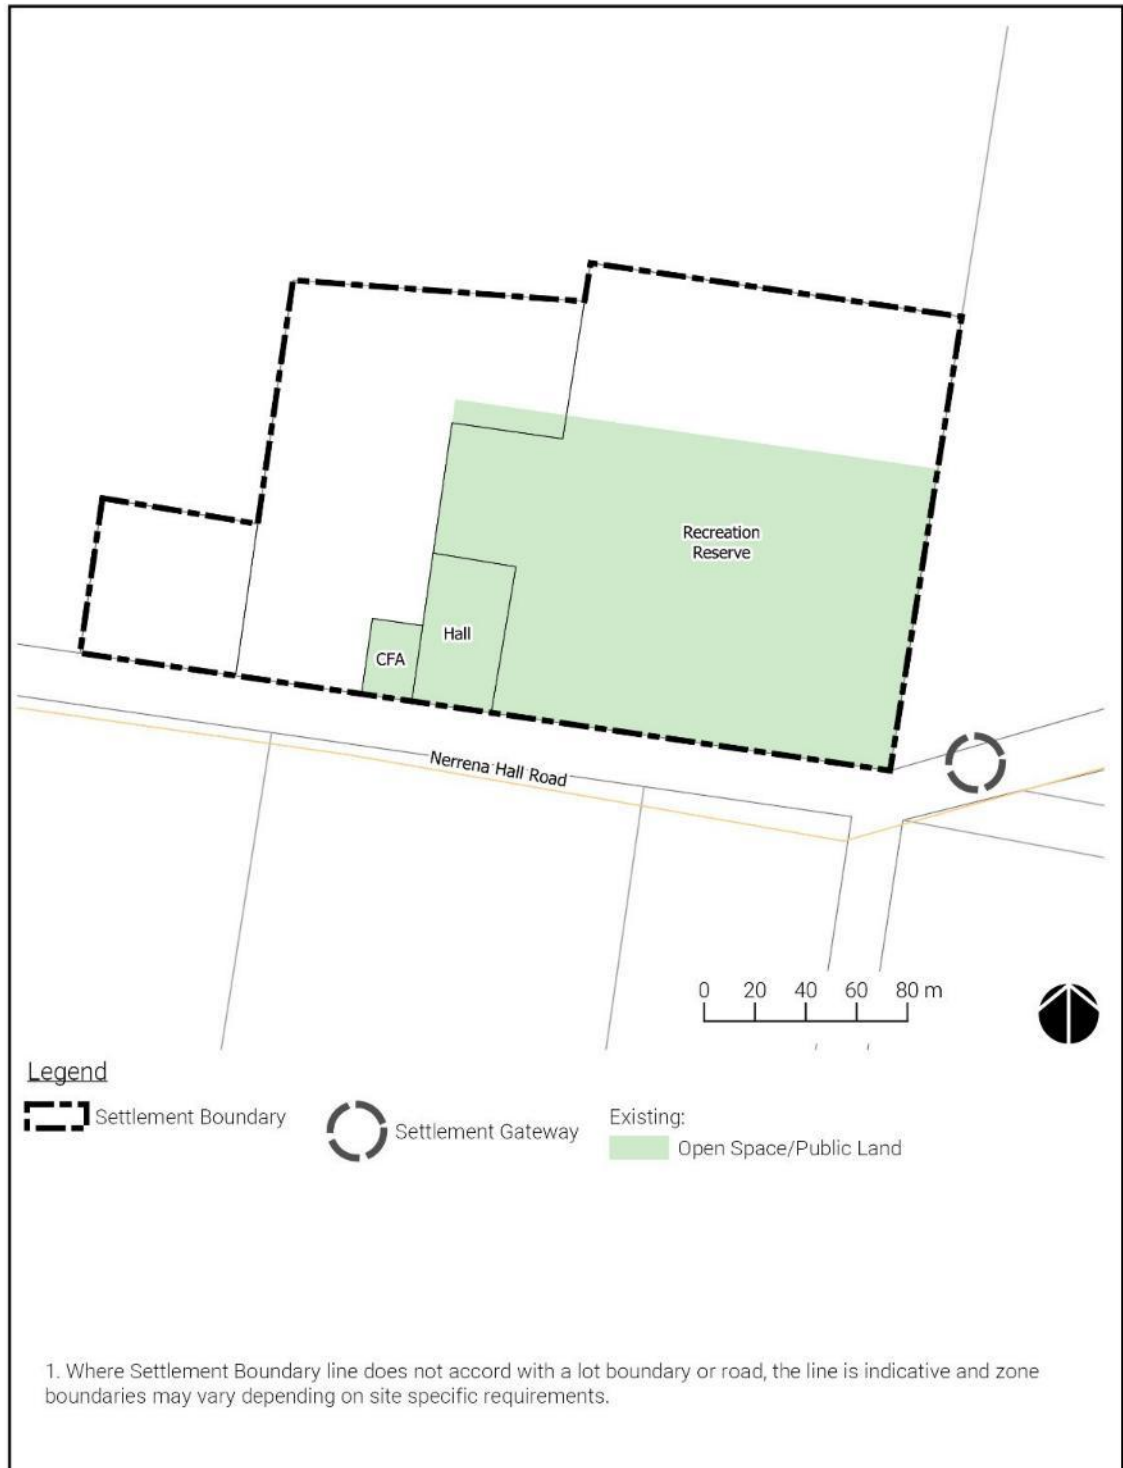 Recreation
Reserve
Hall
CFA
Nerrena Hall Road
0 20 40 60 80 m
Legend
Settlement Boundary
Settlement Gateway
Existing:
Open Space/Public Land
1. Where Settlement Boundary line does not accord with a lot boundary or road, the line is indicative and zone
boundaries may vary depending on site specific requirements.